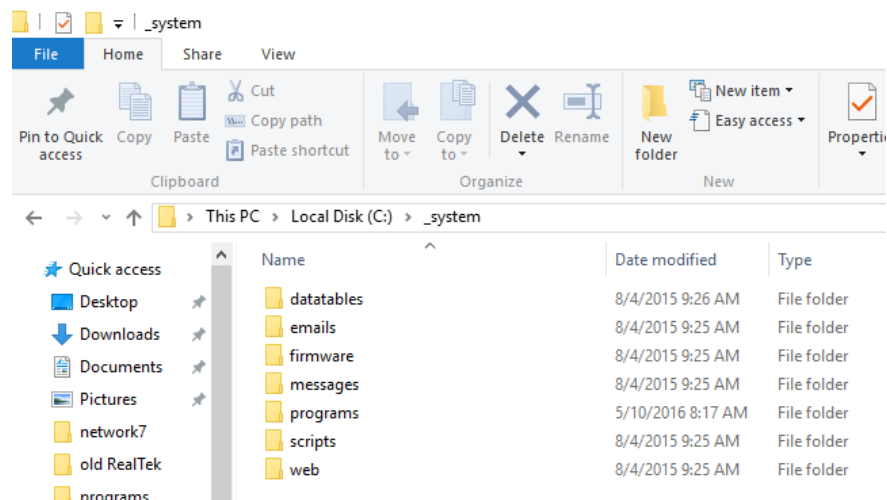 _system
File Home Share View
Pin to Quick access
Copy
Paste
Cut
Copy path
Paste shortcut
Clipboard
Move to
Copy to
Delete
Rename
Organize
New folder
New item
Easy access
New
Properti
This PC > Local Disk (C:) > _system
Quick access
Desktop
Downloads
Documents
Pictures
network7
old RealTek
programs
Name Date modified Type
datatables 8/4/2015 9:26 AM File folder
emails 8/4/2015 9:25 AM File folder
firmware 8/4/2015 9:25 AM File folder
messages 8/4/2015 9:25 AM File folder
programs 5/10/2016 8:17 AM File folder
scripts 8/4/2015 9:25 AM File folder
web 8/4/2015 9:25 AM File folder